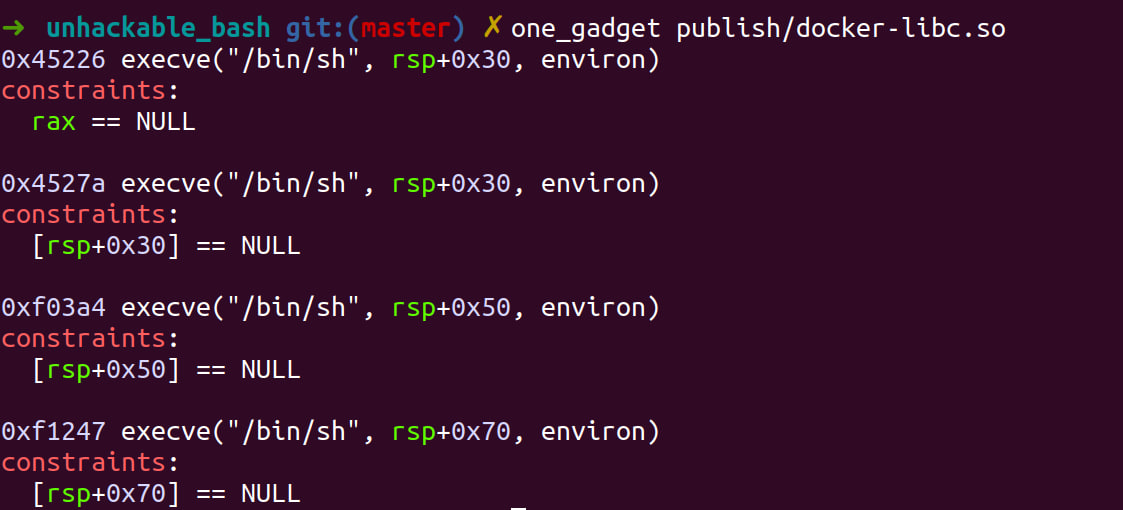 ➜ unhackable_bash git:(master) ✗ one_gadget publish/docker-libc.so
0x45226 execve("/bin/sh", rsp+0x30, environ)
constraints:
  rax == NULL

0x4527a execve("/bin/sh", rsp+0x30, environ)
constraints:
  [rsp+0x30] == NULL

0xf03a4 execve("/bin/sh", rsp+0x50, environ)
constraints:
  [rsp+0x50] == NULL

0xf1247 execve("/bin/sh", rsp+0x70, environ)
constraints:
  [rsp+0x70] == NULL